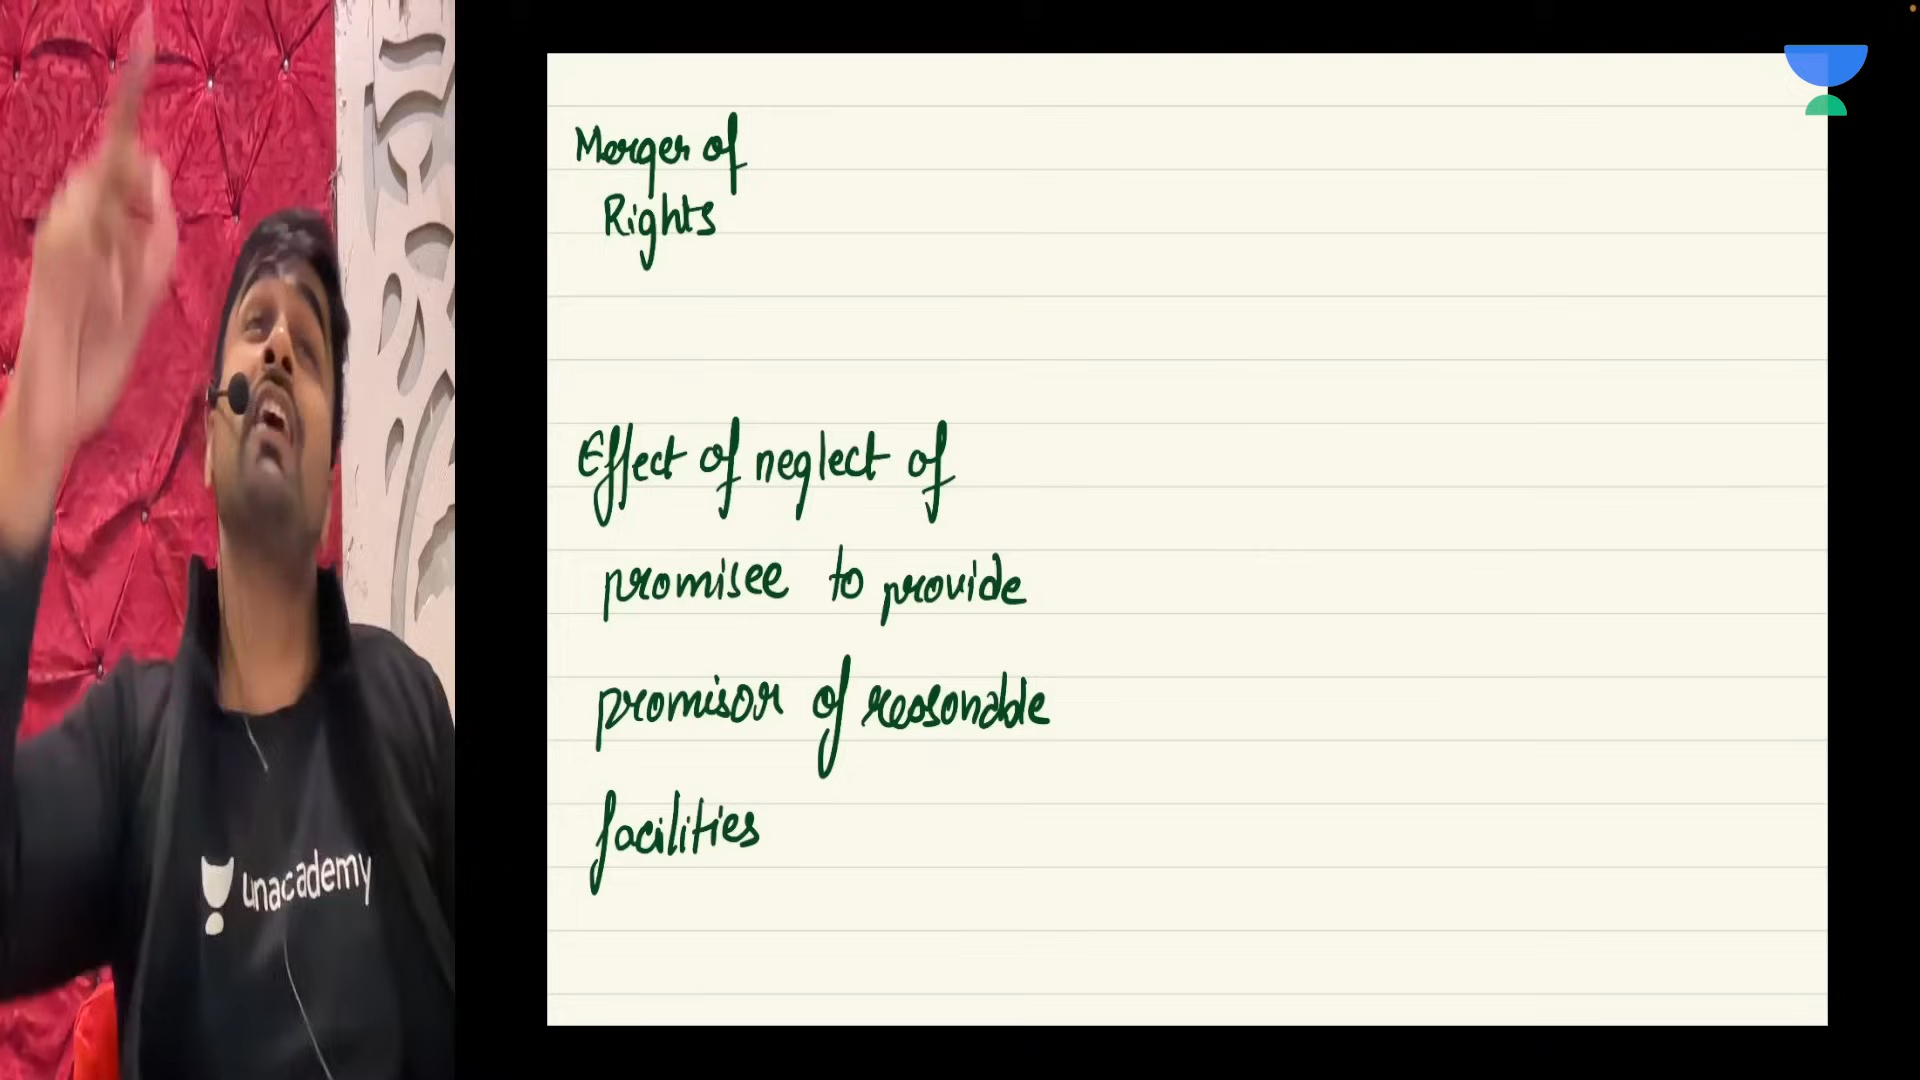 Merger of
Rights
Effect of neglect of
promisee to provide
promisor of reasonable
facilities
unacademy